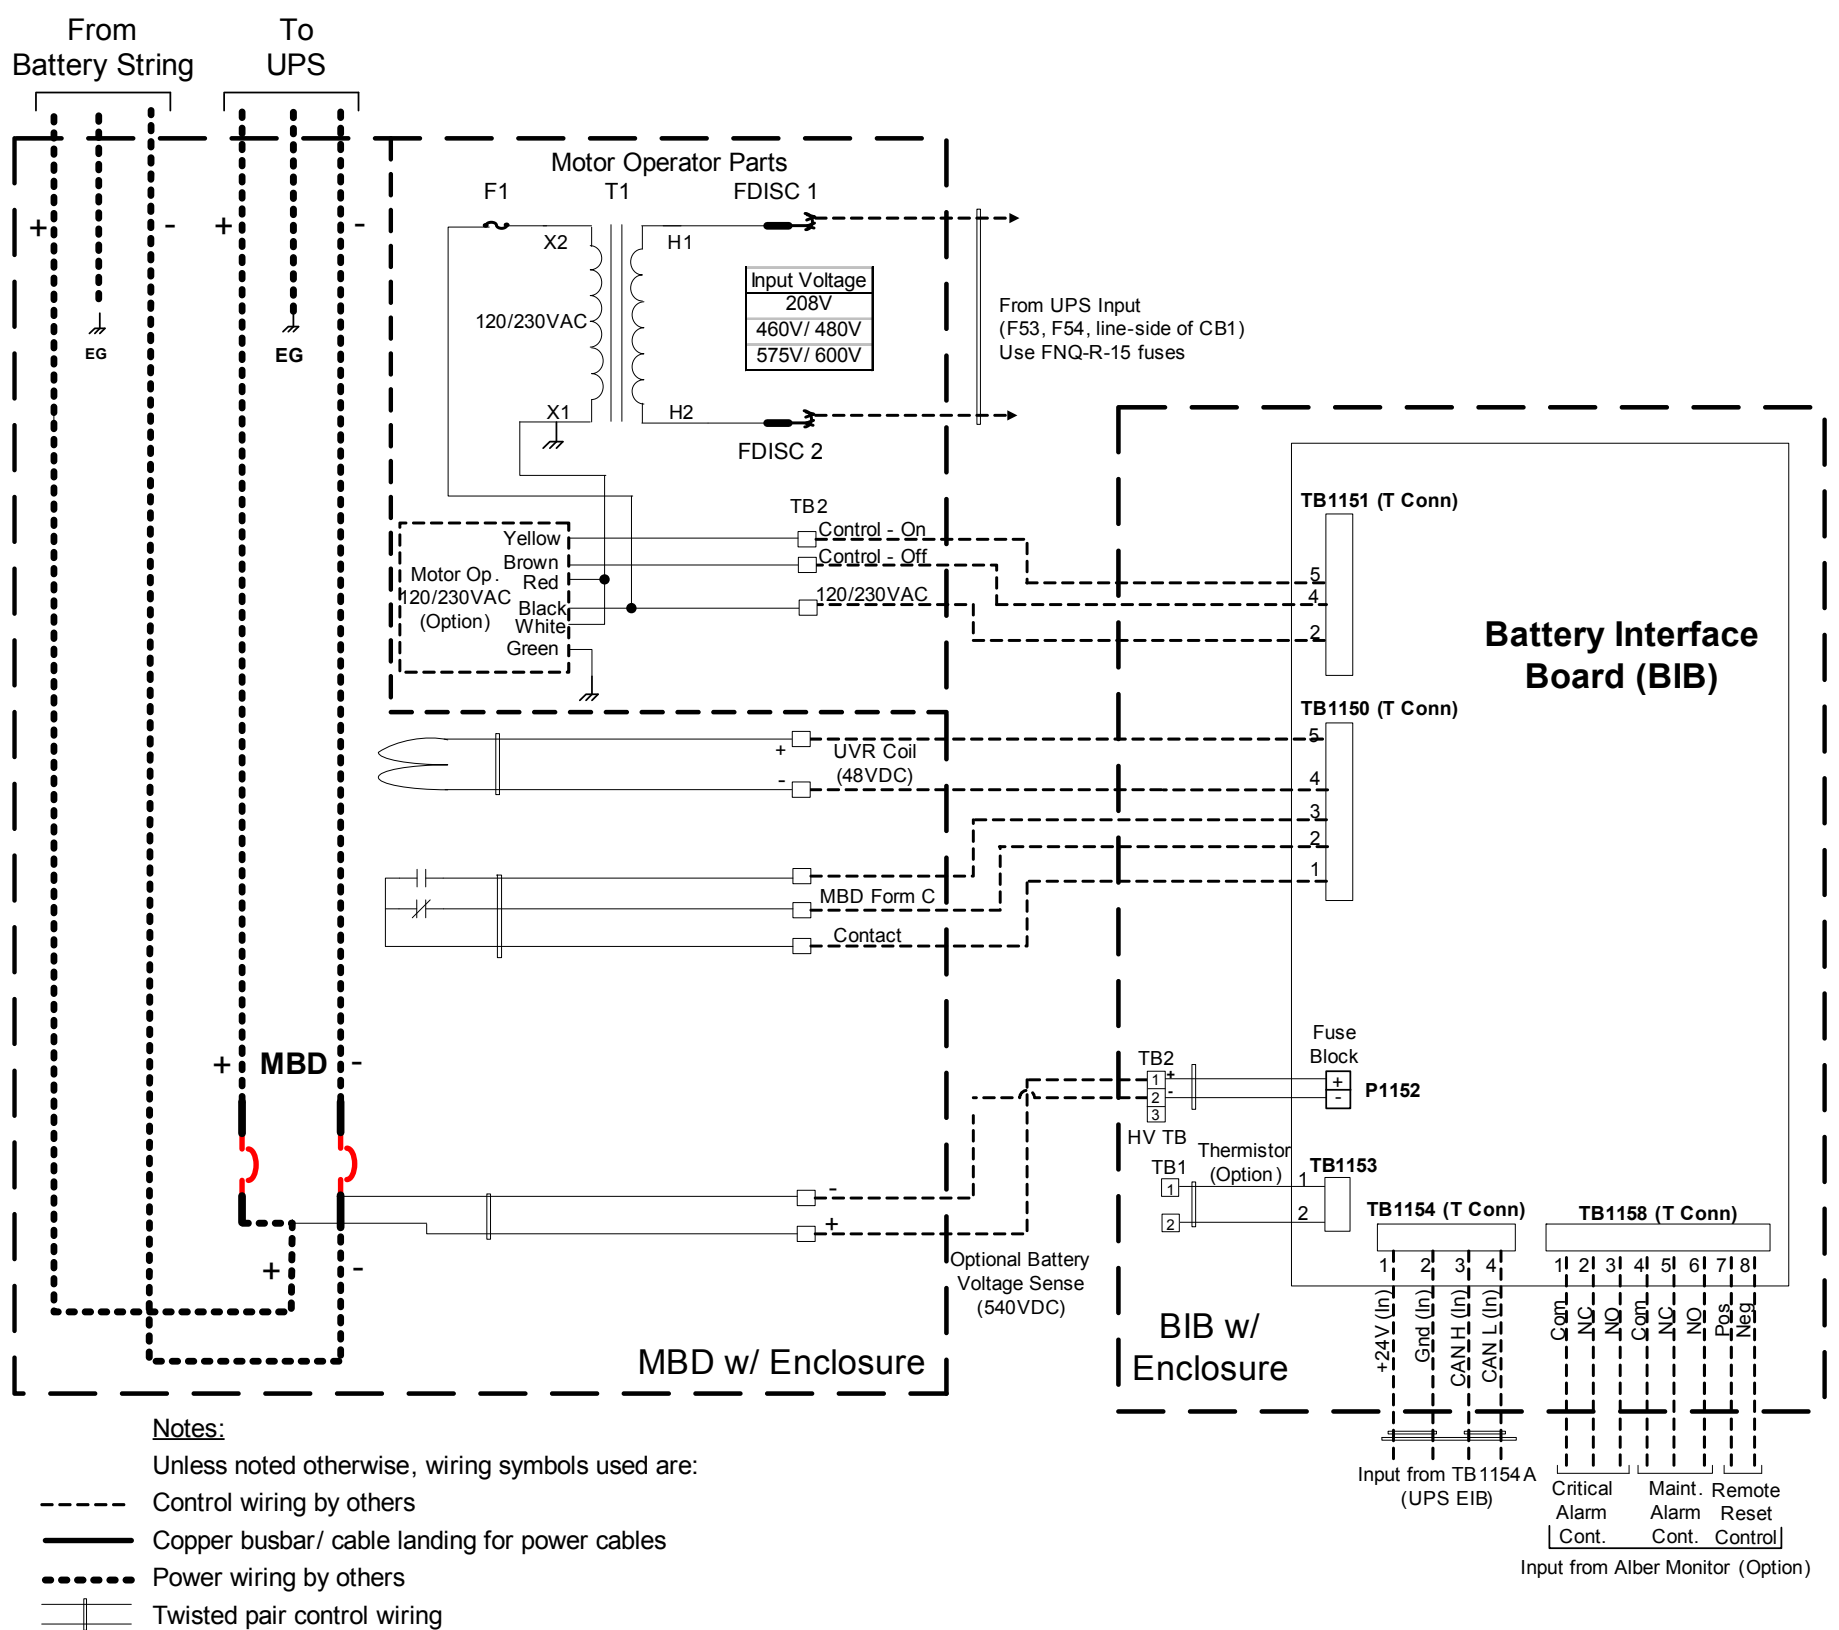 From
Battery String
To
UPS
Motor Operator Parts
F1
T1
FDISC 1
+
-
+
-
X2
H1
Input Voltage
208V
460V/ 480V
575V/ 600V
120/230VAC
From UPS Input
(F53, F54, line-side of CB1)
Use FNQ-R-15 fuses
EG
EG
X1
H2
FDISC 2
TB2
Yellow
Brown
Red
Black
White
Green
Motor Op.
120/230VAC
(Option)
Control - On
Control - Off
120/230VAC
TB1151 (T Conn)
5
4
2
Battery Interface
Board (BIB)
TB1150 (T Conn)
5
4
3
2
1
+
-
UVR Coil
(48VDC)
MBD Form C
Contact
+ MBD -
Fuse
Block
TB2
1 +
2 -
3
HV TB
+
-
P1152
TB1
1
2
Thermistor
(Option)
TB1153
1
2
-
+
+
-
Optional Battery
Voltage Sense
(540VDC)
TB1154 (T Conn)
1 2 3 4
+24V (In)
Gnd (In)
CAN H (In)
CAN L (In)
TB1158 (T Conn)
1 2 3 4 5 6 7 8
Com
NC
NO
Com
NC
NO
Pos
Neg
MBD w/ Enclosure
BIB w/
Enclosure
Input from TB1154A
(UPS EIB)
Critical
Alarm
Cont.
Maint.
Alarm
Cont.
Remote
Reset
Control
Input from Alber Monitor (Option)
Notes:
Unless noted otherwise, wiring symbols used are:
Control wiring by others
Copper busbar/ cable landing for power cables
Power wiring by others
Twisted pair control wiring